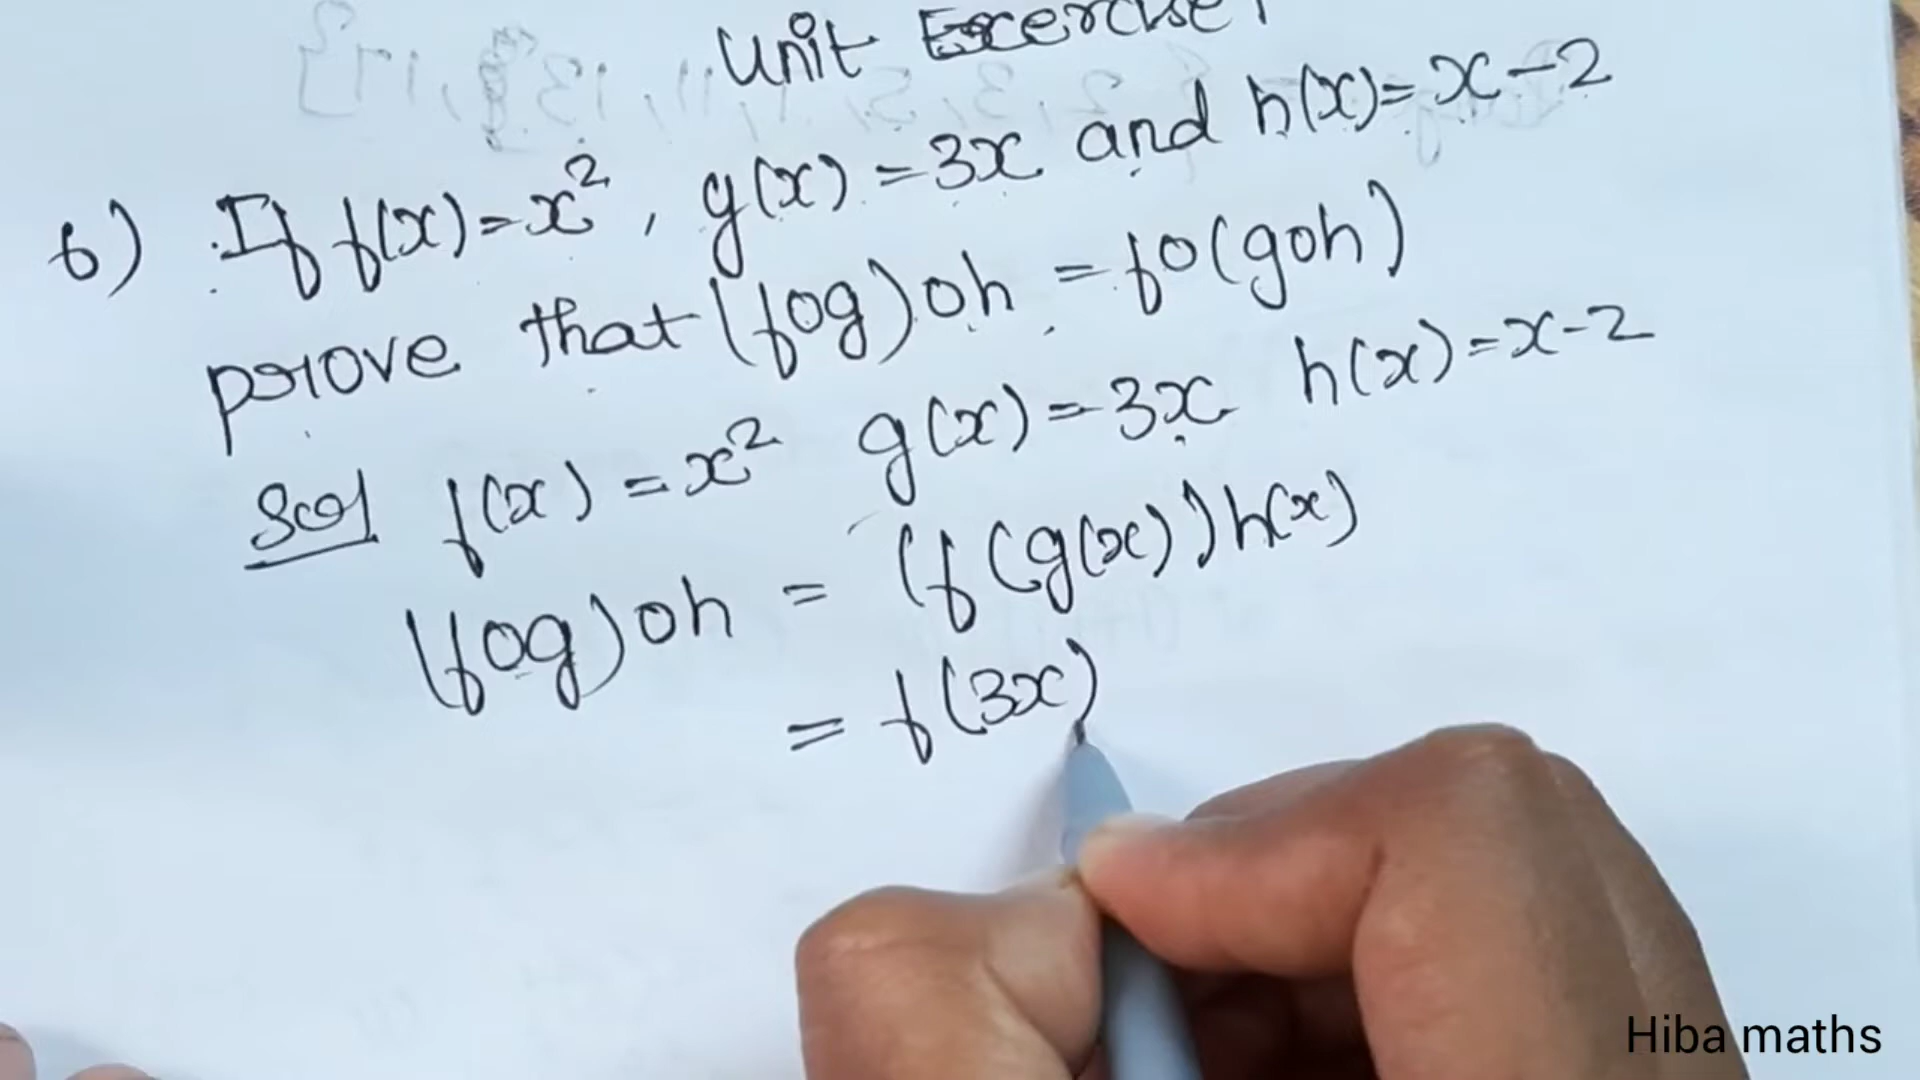 Unit Exercise
6) If f(x)=x², g(x)=3x and h(x)=x-2
prove that (fog)oh = fo(goh)
Sol f(x)=x² g(x)=3x h(x)=x-2
(fog)oh = (f(g(x))h(x)
= f(3x)
Hiba maths